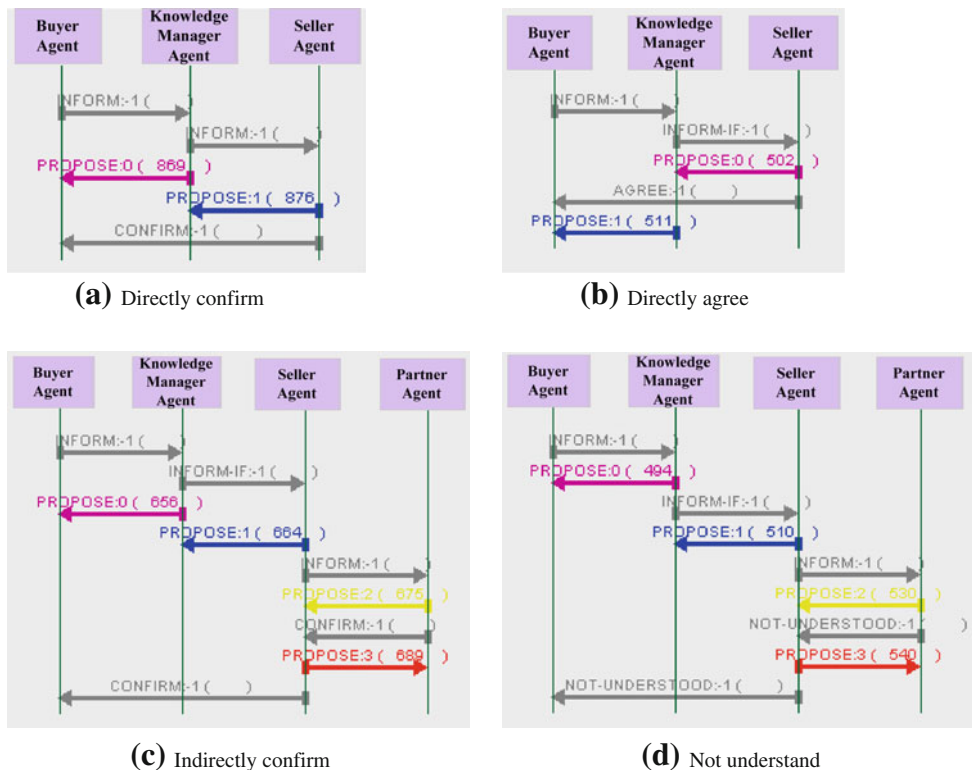 Buyer
Agent
Knowledge
Manager
Agent
Seller
Agent
INFORM:-1 ( )
INFORM:-1 ( )
PROPOSE:0 ( 869 )
PROPOSE:1 ( 876 )
CONFIRM:-1 ( )
(a) Directly confirm
Buyer
Agent
Knowledge
Manager
Agent
Seller
Agent
INFORM:-1 ( )
INFORM-IF:-1 ( )
PROPOSE:0 ( 502 )
AGREE:-1 ( )
PROPOSE:1 ( 511 )
(b) Directly agree
Buyer
Agent
Knowledge
Manager
Agent
Seller
Agent
Partner
Agent
INFORM:-1 ( )
INFORM-IF:-1 ( )
PROPOSE:0 ( 656 )
PROPOSE:1 ( 664 )
INFORM:-1 ( )
PROPOSE:2 ( 675 )
CONFIRM:-1 ( )
PROPOSE:3 ( 689 )
CONFIRM:-1 ( )
(c) Indirectly confirm
Buyer
Agent
Knowledge
Manager
Agent
Seller
Agent
Partner
Agent
INFORM:-1 ( )
PROPOSE:0 ( 494 )
INFORM-IF:-1 ( )
PROPOSE:1 ( 510 )
INFORM:-1 ( )
PROPOSE:2 ( 530 )
NOT-UNDERSTOOD:-1 ( )
PROPOSE:3 ( 540 )
NOT-UNDERSTOOD:-1 ( )
(d) Not understand